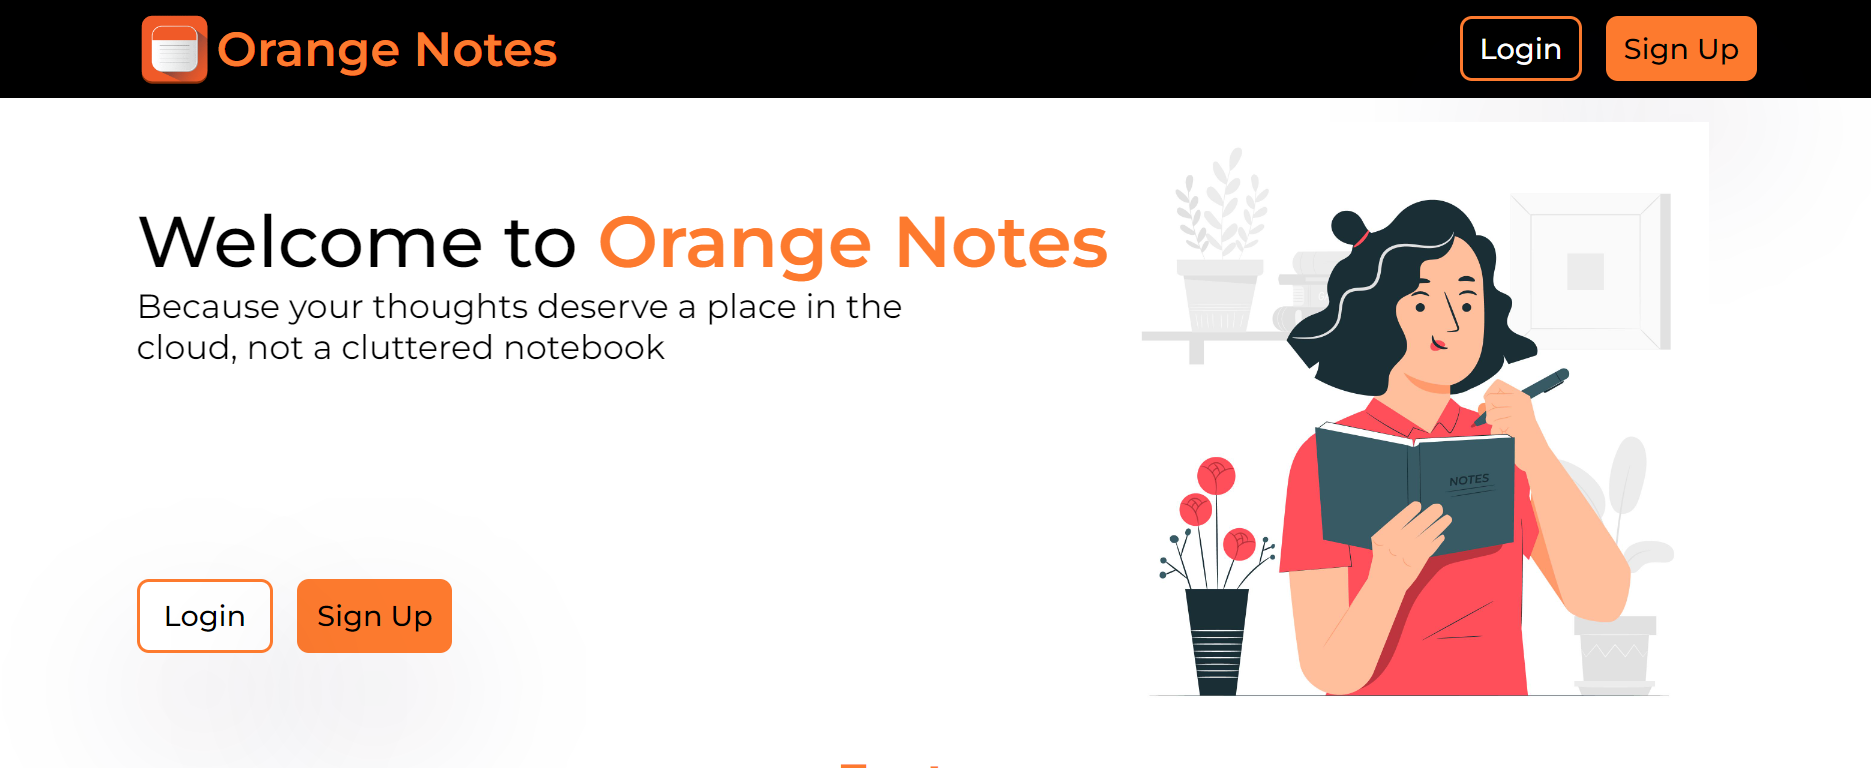 Orange Notes
Login
Sign Up
Welcome to Orange Notes
Because your thoughts deserve a place in the
cloud, not a cluttered notebook
NOTES
Login
Sign Up